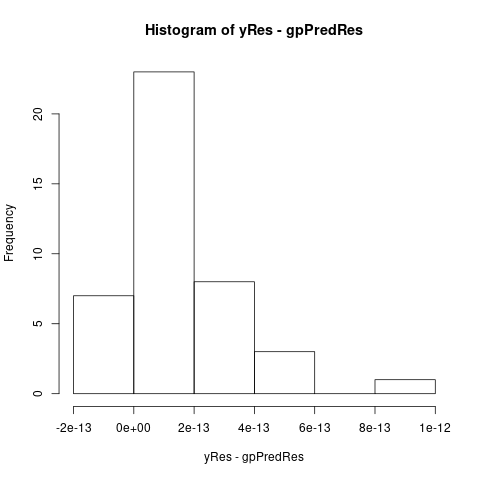 Histogram of yRes - gpPredRes
Frequency
20
15
10
5
0
-2e-13 0e+00 2e-13 4e-13 6e-13 8e-13 1e-12
yRes - gpPredRes